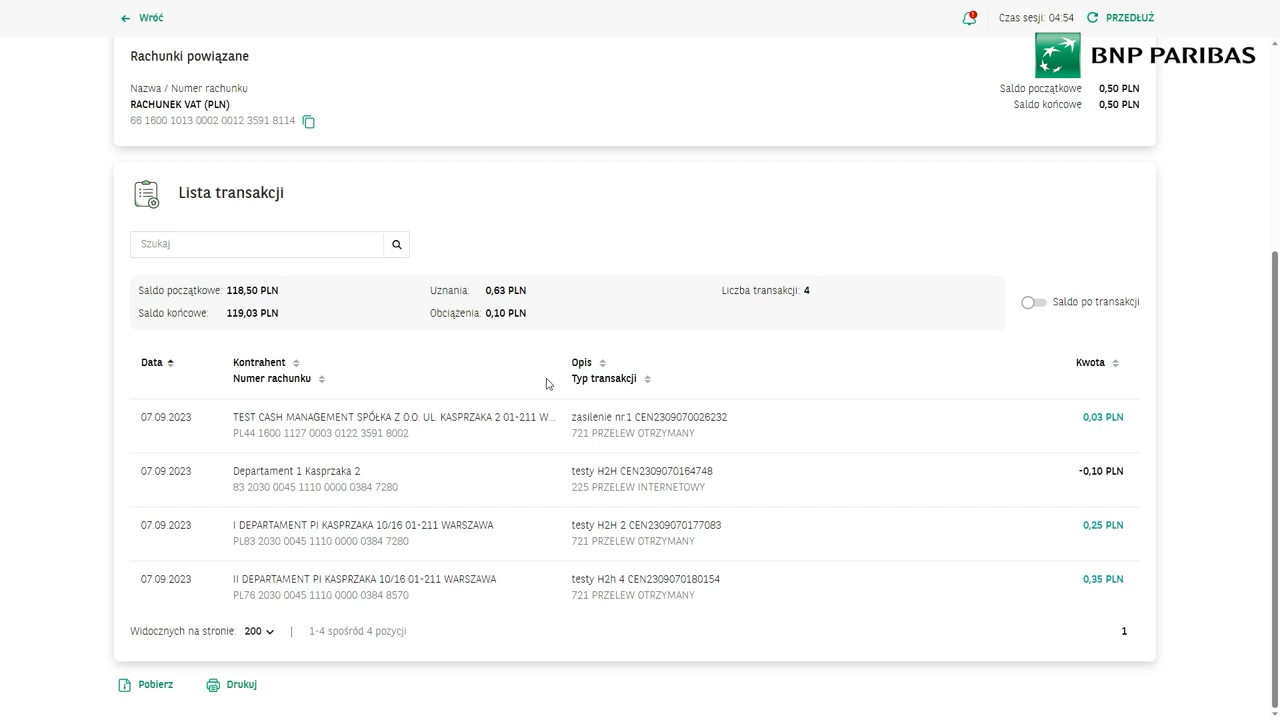 Wróć
Czas sesji: 04:54 PRZEDŁUŻ
BNP PARIBAS
Rachunki powiązane
Nazwa / Numer rachunku
RACHUNEK VAT (PLN)
66 1600 1013 0002 0012 3591 8114
Saldo początkowe 0,50 PLN
Saldo końcowe 0,50 PLN
Lista transakcji
Szukaj
Saldo początkowe: 118,50 PLN Uznania: 0,63 PLN Liczba transakcji: 4
Saldo końcowe: 119,03 PLN Obciążenia: 0,10 PLN
Saldo po transakcji
Data Kontrahent Opis Kwota
Numer rachunku Typ transakcji
07.09.2023 TEST CASH MANAGEMENT SPÓŁKA Z O.O. UL. KASPRZAKA 2 01-211 W... zasilenie nr.1 CEN2309070026232 0,03 PLN
PL44 1600 1127 0003 0122 3591 8002 721 PRZELEW OTRZYMANY
07.09.2023 Departament 1 Kasprzaka 2 testy H2H CEN2309070164748 -0,10 PLN
83 2030 0045 1110 0000 0384 7280 225 PRZELEW INTERNETOWY
07.09.2023 I DEPARTAMENT PI KASPRZAKA 10/16 01-211 WARSZAWA testy H2H 2 CEN2309070177083 0,25 PLN
PL83 2030 0045 1110 0000 0384 7280 721 PRZELEW OTRZYMANY
07.09.2023 II DEPARTAMENT PI KASPRZAKA 10/16 01-211 WARSZAWA testy H2h 4 CEN2309070180154 0,35 PLN
PL76 2030 0045 1110 0000 0384 8570 721 PRZELEW OTRZYMANY
Widocznych na stronie: 200 | 1-4 spośród 4 pozycji 1
Pobierz Drukuj